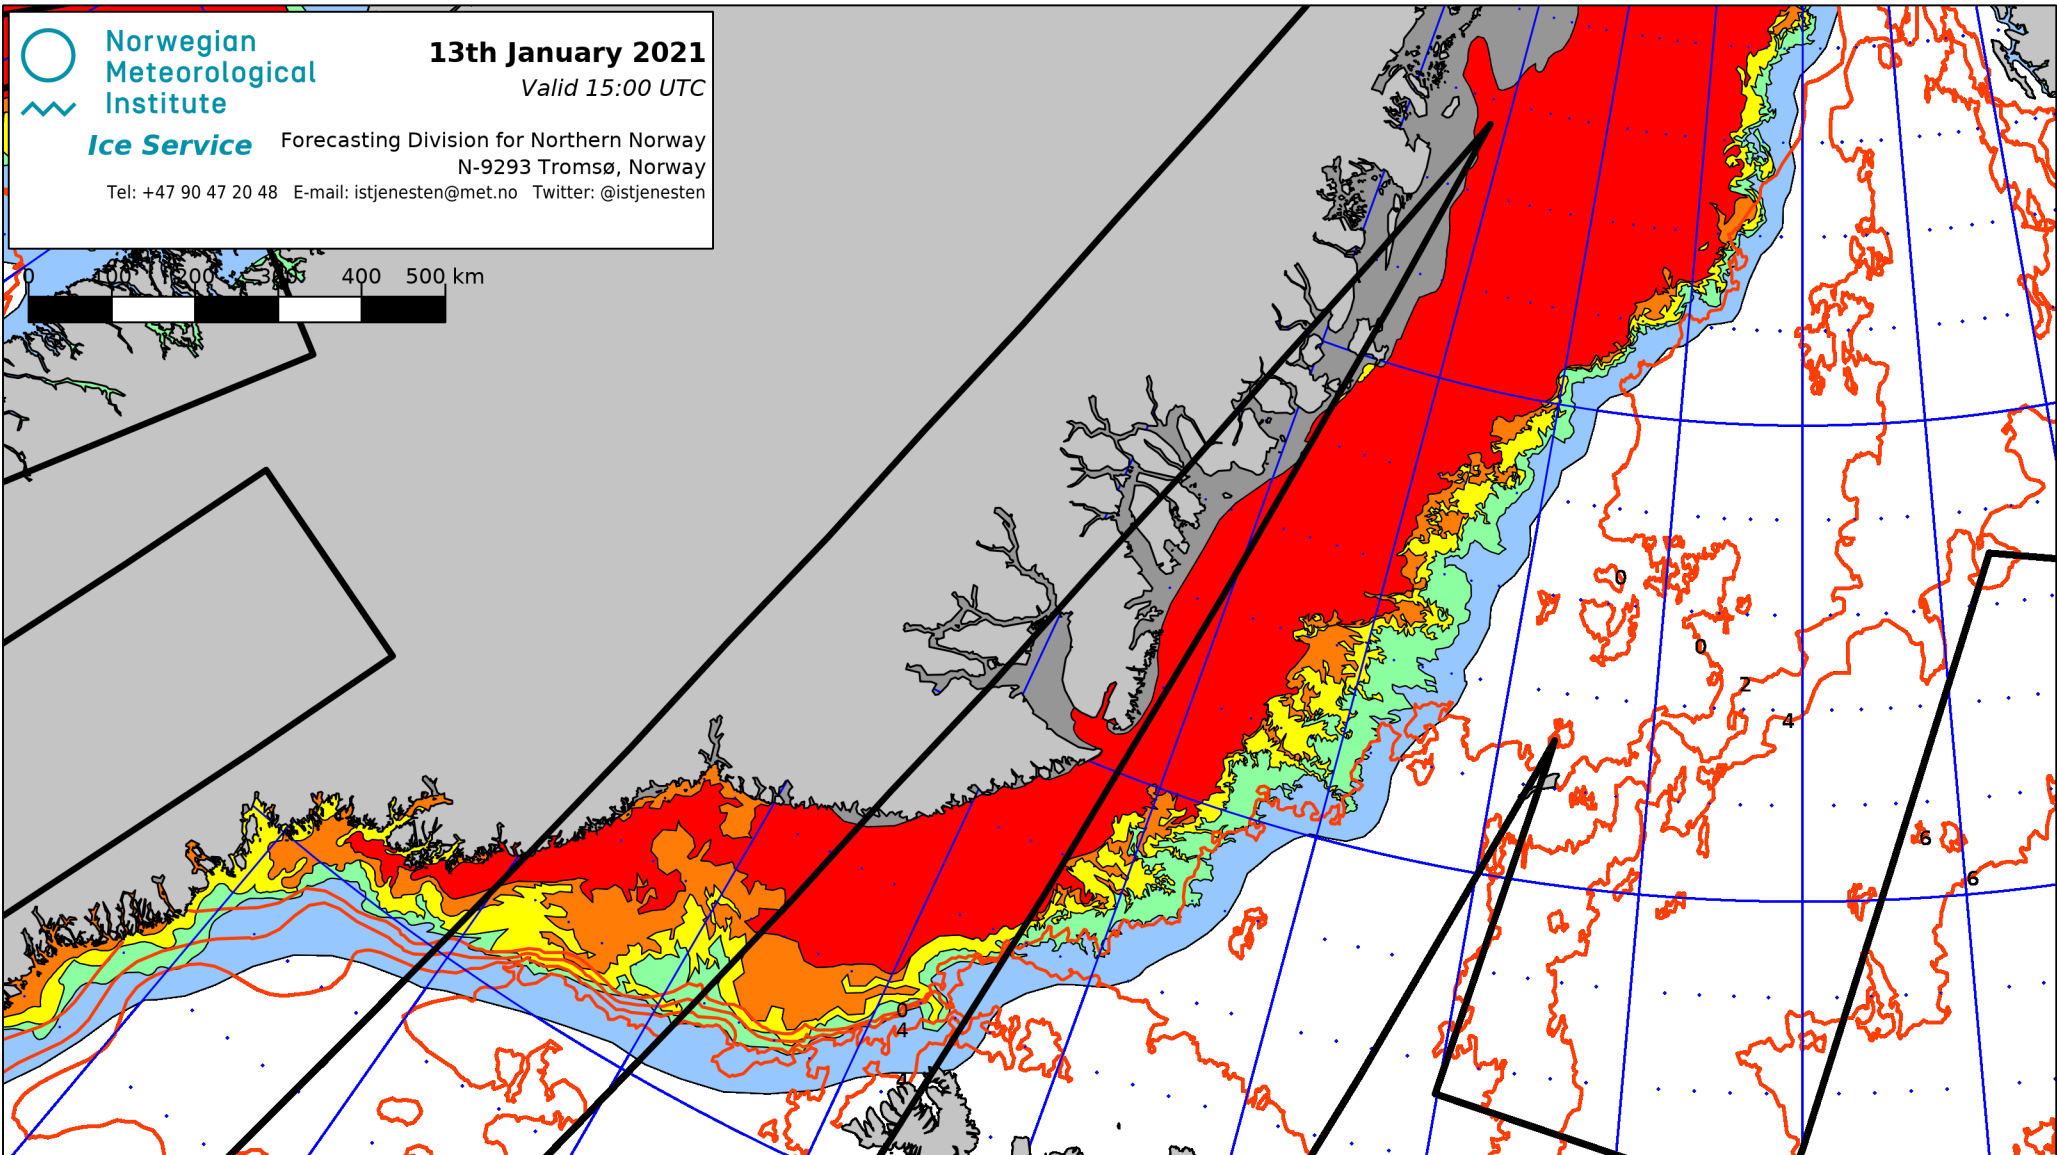 Norwegian
Meteorological
Institute
Ice Service
13th January 2021
Valid 15:00 UTC
Forecasting Division for Northern Norway
N-9293 Tromsø, Norway
Tel: +47 90 47 20 48 E-mail: istjenesten@met.no Twitter: @istjenesten
0 100 200 300 400 500 km
0
0
2
4
6
6
0
4
4